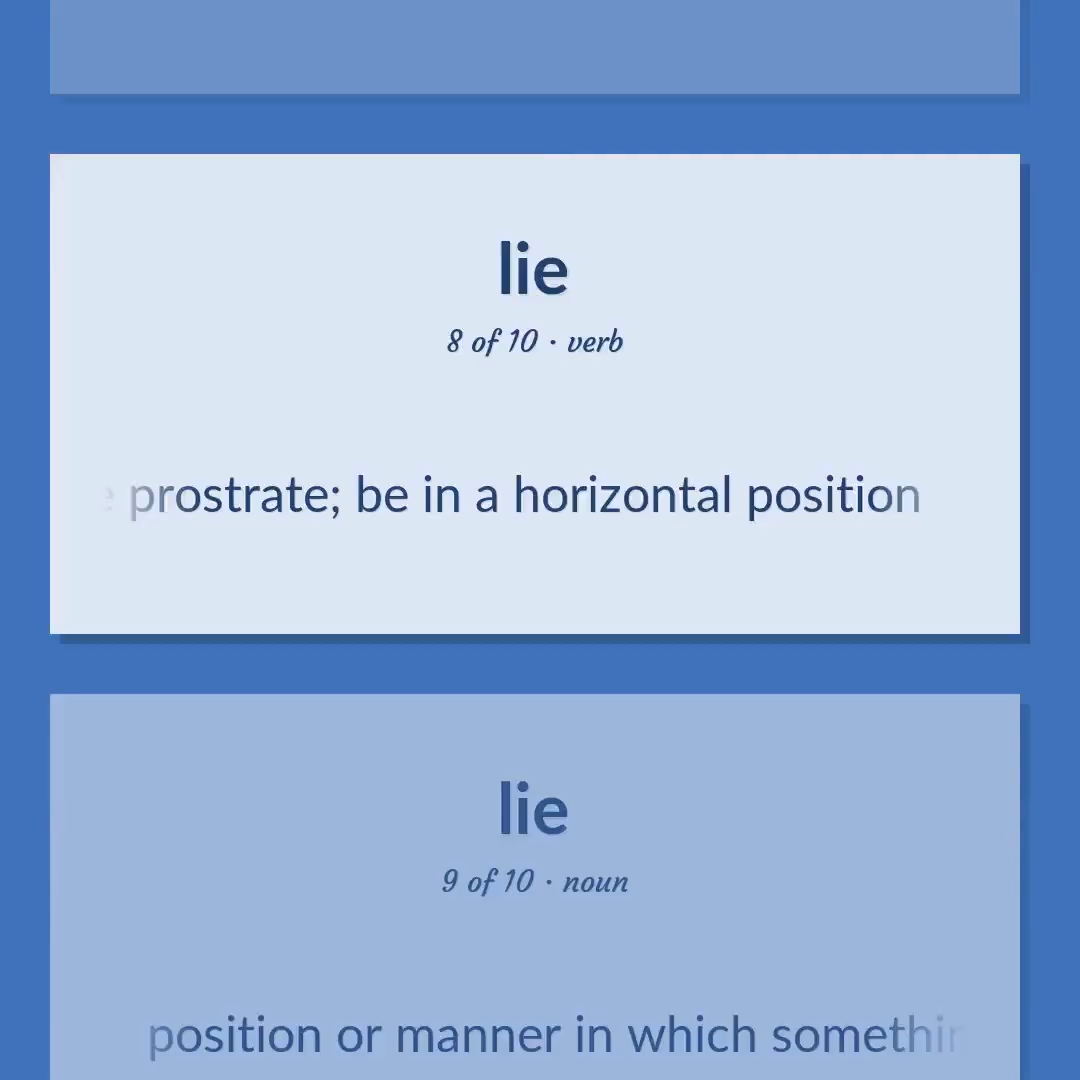 lie
8 of 10 · verb
prostrate; be in a horizontal position
lie
9 of 10 · noun
position or manner in which